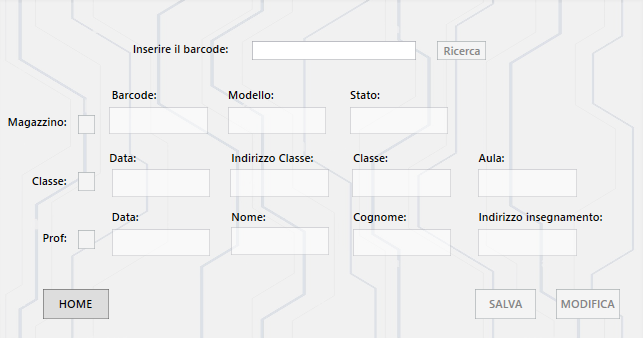 Inserire il barcode: Ricerca
Barcode: Modello: Stato:
Magazzino:
Data: Indirizzo Classe: Classe: Aula:
Classe:
Data: Nome: Cognome: Indirizzo insegnamento:
Prof:
HOME SALVA MODIFICA